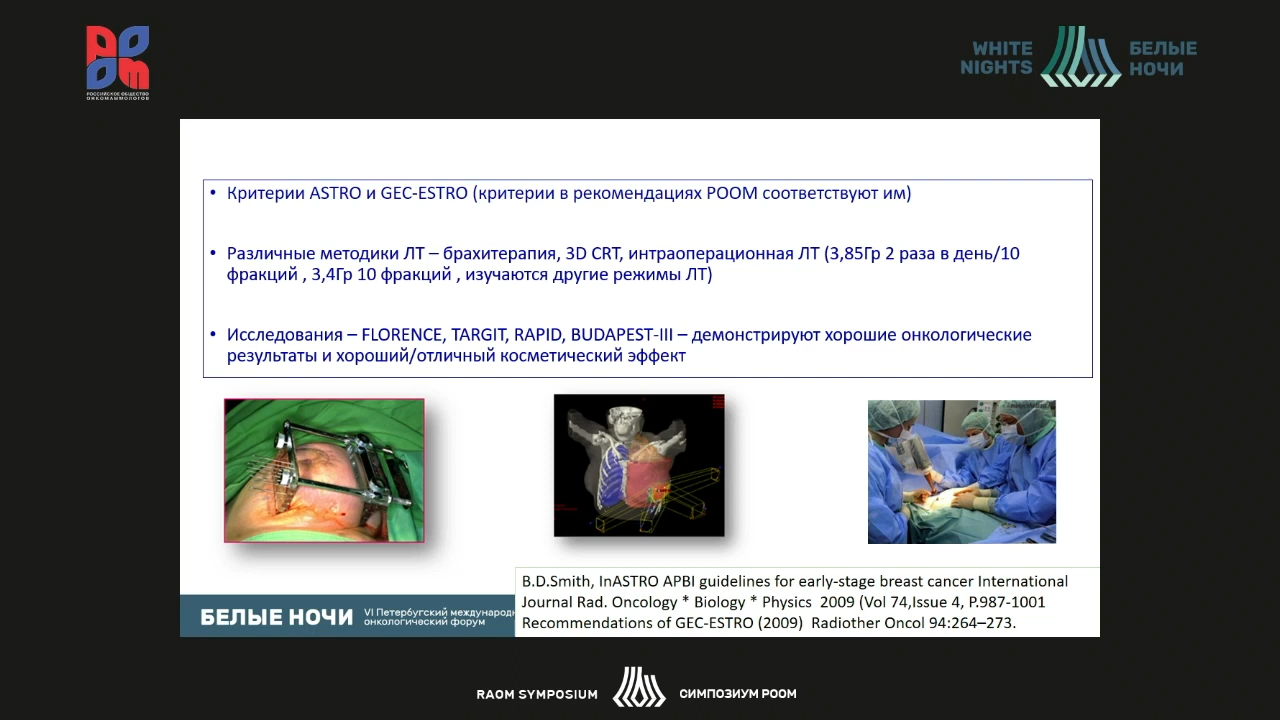 РОССИЙСКОЕ ОБЩЕСТВО
ОНКОМАММОЛОГОВ
WHITE
NIGHTS
БЕЛЫЕ
НОЧИ
• Критерии ASTRO и GEC-ESTRO (критерии в рекомендациях РООМ соответствуют им)
• Различные методики ЛТ – брахитерапия, 3D CRT, интраоперационная ЛТ (3,85Гр 2 раза в день/10
фракций , 3,4Гр 10 фракций , изучаются другие режимы ЛТ)
• Исследования – FLORENCE, TARGIT, RAPID, BUDAPEST-III – демонстрируют хорошие онкологические
результаты и хороший/отличный косметический эффект
B.D.Smith, InASTRO APBI guidelines for early-stage breast cancer International
Journal Rad. Oncology * Biology * Physics 2009 (Vol 74,Issue 4, P.987-1001
Recommendations of GEC-ESTRO (2009) Radiother Oncol 94:264–273.
БЕЛЫЕ НОЧИ
VI Петербургский международн
онкологический форум
RAOM SYMPOSIUM
СИМПОЗИУМ РООМ